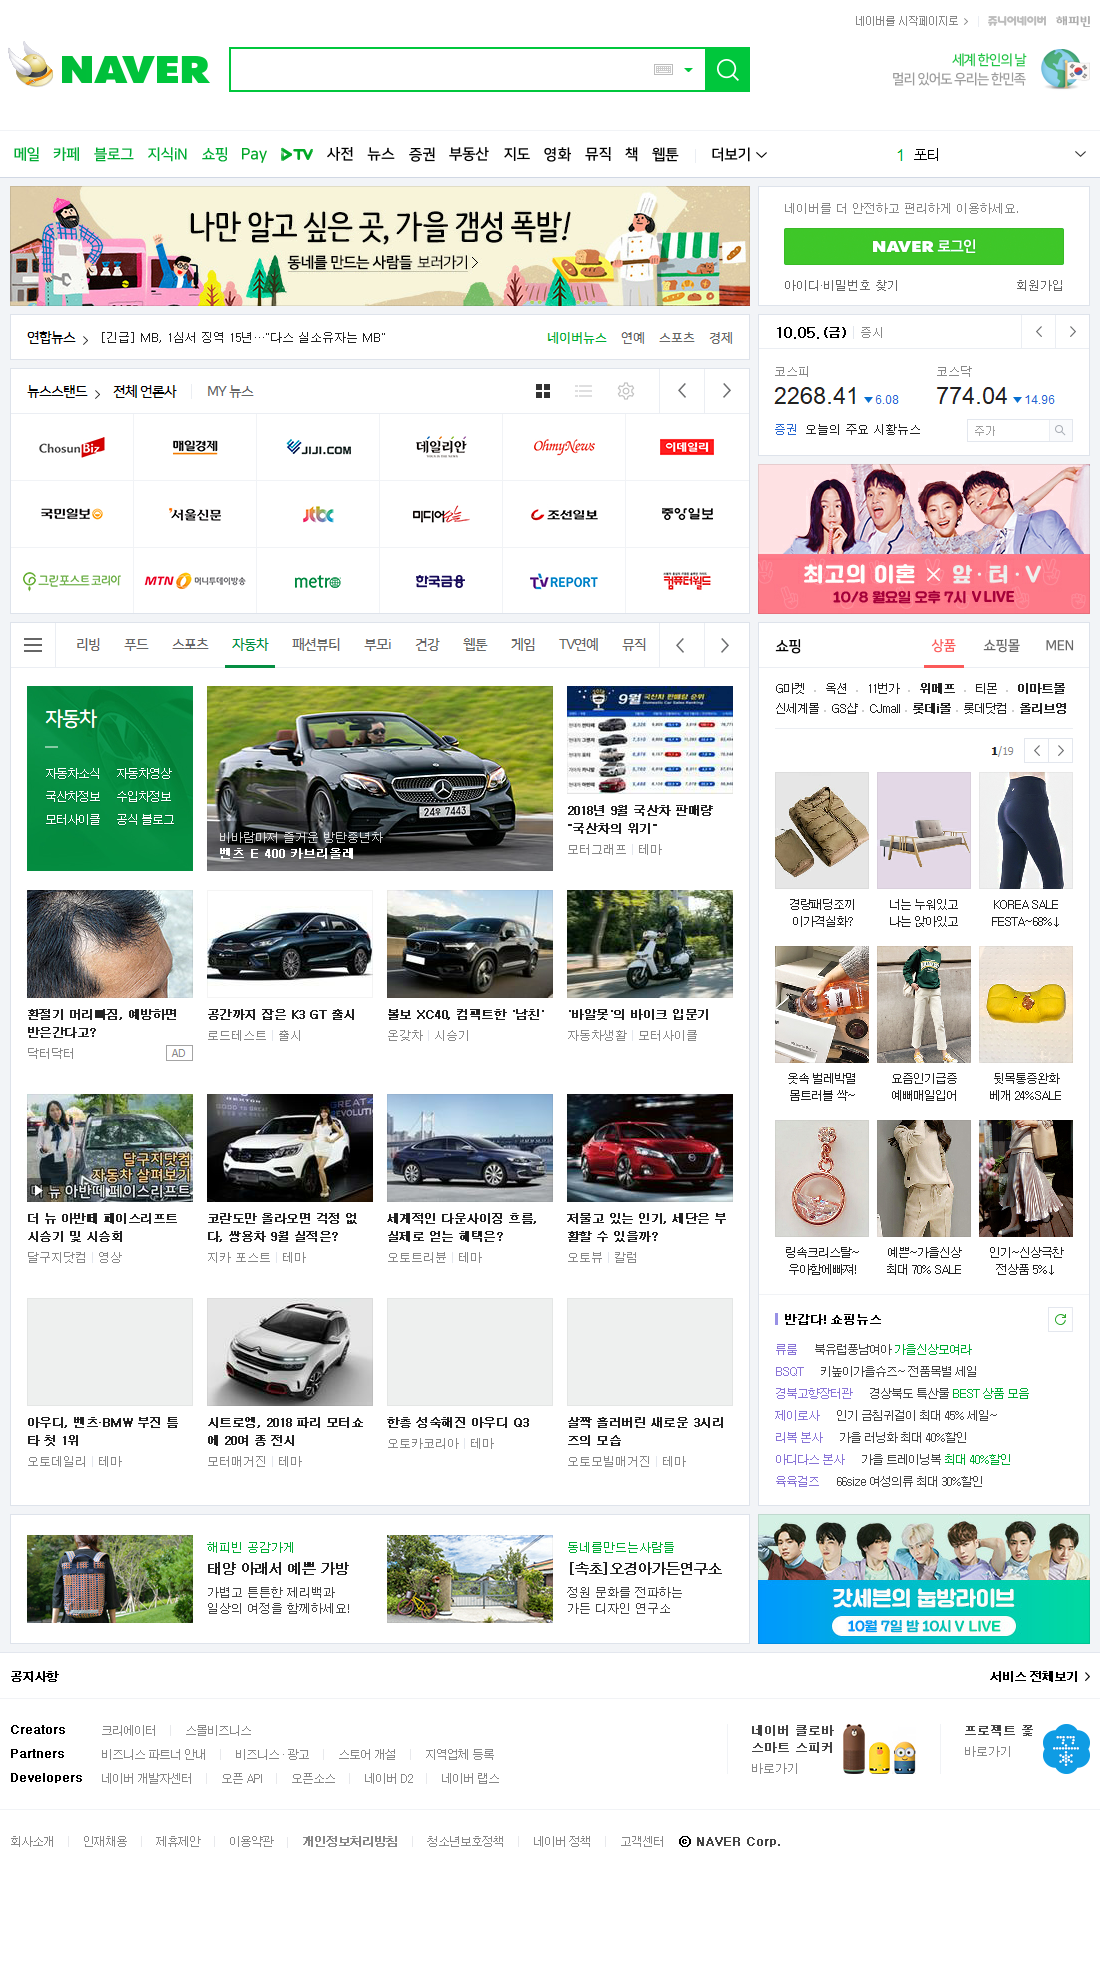 네이버를 시작페이지로
쥬니어네이버 해피빈
NAVER
세계 한인의 날
멀리 있어도 우리는 한민족
메일 카페 블로그 지식iN 쇼핑 Pay TV 사전 뉴스 증권 부동산 지도 영화 뮤직 책 웹툰 더보기
1 포티
나만 알고 싶은 곳, 가을 갬성 폭발!
동네를 만드는 사람들 보러가기
네이버를 더 안전하고 편리하게 이용하세요.
NAVER 로그인
아이디·비밀번호 찾기 회원가입
연합뉴스 [긴급] MB, 1심서 징역 15년…"다스 실소유자는 MB"
네이버뉴스 연예 스포츠 경제
10.05.(금) 증시
코스피 코스닥
2268.41 ▼6.08 774.04 ▼14.96
증권 오늘의 주요 시황뉴스 주가
뉴스스탠드 전체 언론사 MY 뉴스
ChosunBiz 매일경제 JIJI.COM 데일리안 OhmyNews 이데일리
국민일보 서울신문 jtbc 미디어오늘 조선일보 중앙일보
그린포스트코리아 MTN 머니투데이방송 metro 한국금융 TVREPORT 컴퓨터월드
최고의 이혼 × 앞·터·V
10/8 월요일 오후 7시 V LIVE
리빙 푸드 스포츠 자동차 패션뷰티 부모i 건강 웹툰 게임 TV연예 뮤직
자동차
자동차소식 자동차영상
국산차정보 수입차정보
모터사이클 공식 블로그
24우 7443
비바람마저 즐거운 방탄중년차
벤츠 E 400 카브리올레
9월 국산차 판매량 순위
Domestic Car Sales Ranking
2018년 9월 국산차 판매량
"국산차의 위기"
모터그래프 테마
환절기 머리빠짐, 예방하면
반은간다고?
닥터닥터 AD
공간까지 잡은 K3 GT 출시
로드테스트 출시
볼보 XC40, 컴팩트한 '남친'
온갖차 시승기
'바알못'의 바이크 입문기
자동차생활 모터사이클
달구지닷컴
자동차 살펴보기
뉴 아반떼 페이스리프트
더 뉴 아반떼 페이스리프트
시승기 및 시승회
달구지닷컴 영상
코란도만 올라오면 걱정 없
다, 쌍용차 9월 실적은?
지카 포스트 테마
세계적인 다운사이징 흐름,
실제로 얻는 혜택은?
오토트리뷴 테마
저물고 있는 인기, 세단은 부
활할 수 있을까?
오토뷰 칼럼
아우디, 벤츠·BMW 부진 틈
타 첫 1위
오토데일리 테마
시트로엥, 2018 파리 모터쇼
에 20여 종 전시
모터매거진 테마
한층 성숙해진 아우디 Q3
오토카코리아 테마
살짝 흘러버린 새로운 3시리
즈의 모습
오토모빌매거진 테마
쇼핑 상품 쇼핑몰 MEN
G마켓 옥션 11번가 위메프 티몬 이마트몰
신세계몰 GS샵 CJmall 롯데i몰 롯데닷컴 올리브영
1/19
경량패딩조끼
이가격실화?
너는 누워있고
나는 앉아있고
KOREA SALE
FESTA~68%↓
옷속 벌레박멸
몸트러블 싹~
요즘인기급증
예뻐매일입어
뒷목통증완화
베개 24%SALE
링속크리스탈~
우아함에빠져!
예쁜~가을신상
최대 70% SALE
인기~신상극찬
전상품 5%↓
반갑다! 쇼핑뉴스
류룸 북유럽풍남여아 가을신상모여라
BSQT 키높이가을슈즈~ 전품목별 세일
경북고향장터관 경상북도 특산물 BEST 상품 모음
제이로사 인기 금침귀걸이 최대 45% 세일~
리복 본사 가을 러닝화 최대 40%할인
아디다스 본사 가을 트레이닝복 최대 40%할인
육육걸즈 66size 여성의류 최대 30%할인
해피빈 공감가게
태양 아래서 예쁜 가방
가볍고 튼튼한 제리백과
일상의 여정을 함께하세요!
동네를만드는사람들
[속초]오경아가든연구소
정원 문화를 전파하는
가든 디자인 연구소
갓세븐의 눕방라이브
10월 7일 밤 10시 V LIVE
공지사항 서비스 전체보기
Creators 크리에이터 스몰비즈니스
Partners 비즈니스 파트너 안내 비즈니스·광고 스토어 개설 지역업체 등록
Developers 네이버 개발자센터 오픈 API 오픈소스 네이버 D2 네이버 랩스
네이버 클로바
스마트 스피커
바로가기
프로젝트 꽃
바로가기
회사소개 인재채용 제휴제안 이용약관 개인정보처리방침 청소년보호정책 네이버 정책 고객센터 ⓒ NAVER Corp.